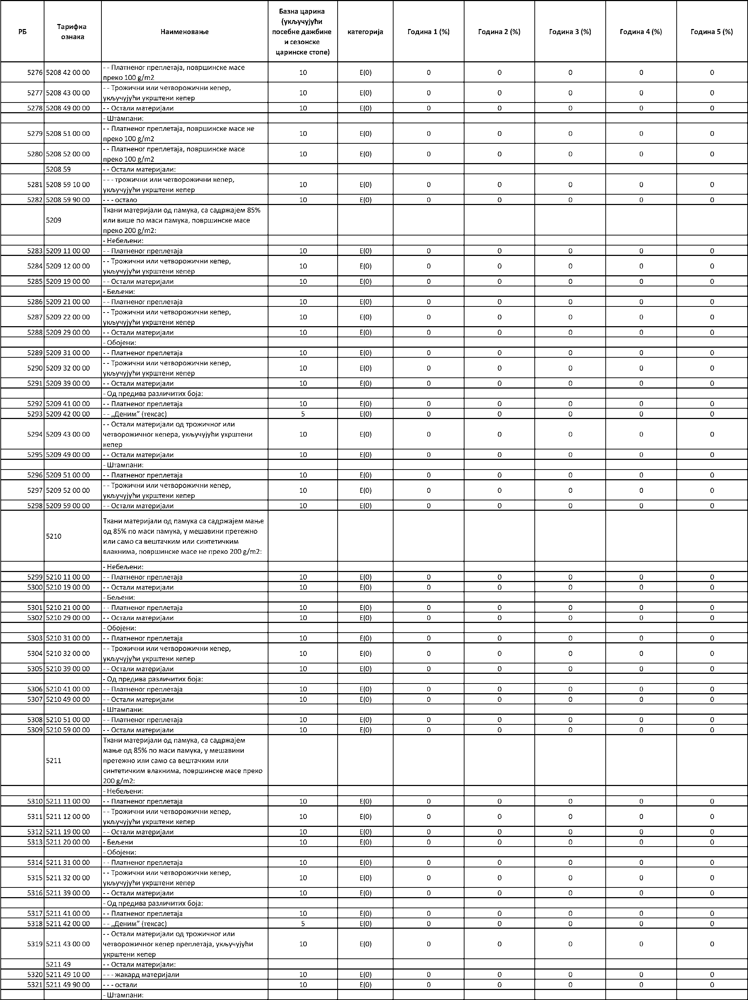 РБ Тарифна ознака Наименовање Базна царина (укључујући посебне дажбине и сезонске царинске стопе) категорија Година 1 (%) Година 2 (%) Година 3 (%) Година 4 (%) Година 5 (%)
5276 5208 42 00 00 - - Платненог преплетаја, површинске масе преко 100 g/m2 10 E(0) 0 0 0 0 0
5277 5208 43 00 00 - - Трожични или четворожични кепер, укључујући укрштени кепер 10 E(0) 0 0 0 0 0
5278 5208 49 00 00 - - Остали материјали 10 E(0) 0 0 0 0 0
- Штампани:
5279 5208 51 00 00 - - Платненог преплетаја, површинске масе не преко 100 g/m2 10 E(0) 0 0 0 0 0
5280 5208 52 00 00 - - Платненог преплетаја, површинске масе преко 100 g/m2 10 E(0) 0 0 0 0 0
5208 59 - - Остали материјали:
5281 5208 59 10 00 - - - трожични или четворожични кепер, укључујући укрштени кепер 10 E(0) 0 0 0 0 0
5282 5208 59 90 00 - - - остало 10 E(0) 0 0 0 0 0
5209 Ткани материјали од памука, са садржајем 85% или више по маси памука, површинске масе преко 200 g/m2:
- Небељени:
5283 5209 11 00 00 - - Платненог преплетаја 10 E(0) 0 0 0 0 0
5284 5209 12 00 00 - - Трожични или четворожични кепер, укључујући укрштени кепер 10 E(0) 0 0 0 0 0
5285 5209 19 00 00 - - Остали материјали 10 E(0) 0 0 0 0 0
- Бељени:
5286 5209 21 00 00 - - Платненог преплетаја 10 E(0) 0 0 0 0 0
5287 5209 22 00 00 - - Трожични или четворожични кепер, укључујући укрштени кепер 10 E(0) 0 0 0 0 0
5288 5209 29 00 00 - - Остали материјали 10 E(0) 0 0 0 0 0
- Обојени:
5289 5209 31 00 00 - - Платненог преплетаја 10 E(0) 0 0 0 0 0
5290 5209 32 00 00 - - Трожични или четворожични кепер, укључујући укрштени кепер 10 E(0) 0 0 0 0 0
5291 5209 39 00 00 - - Остали материјали 10 E(0) 0 0 0 0 0
- Од предива различитих боја:
5292 5209 41 00 00 - - Платненог преплетаја 10 E(0) 0 0 0 0 0
5293 5209 42 00 00 - - „Деним” (тексас) 5 E(0) 0 0 0 0 0
5294 5209 43 00 00 - - Остали материјали од трожичног или четворожичног кепера, укључујући укрштени кепер 10 E(0) 0 0 0 0 0
5295 5209 49 00 00 - - Остали материјали 10 E(0) 0 0 0 0 0
- Штампани:
5296 5209 51 00 00 - - Платненог преплетаја 10 E(0) 0 0 0 0 0
5297 5209 52 00 00 - - Трожични или четворожични кепер, укључујући укрштени кепер 10 E(0) 0 0 0 0 0
5298 5209 59 00 00 - - Остали материјали 10 E(0) 0 0 0 0 0
5210 Ткани материјали од памука са садржајем мање од 85% по маси памука, у мешавини претежно или само са вештачким или синтетичким влакнима, површинске масе не преко 200 g/m2:
- Небељени:
5299 5210 11 00 00 - - Платненог преплетаја 10 E(0) 0 0 0 0 0
5300 5210 19 00 00 - - Остали материјали 10 E(0) 0 0 0 0 0
- Бељени:
5301 5210 21 00 00 - - Платненог преплетаја 10 E(0) 0 0 0 0 0
5302 5210 29 00 00 - - Остали материјали 10 E(0) 0 0 0 0 0
- Обојени:
5303 5210 31 00 00 - - Платненог преплетаја 10 E(0) 0 0 0 0 0
5304 5210 32 00 00 - - Трожични или четворожични кепер, укључујући укрштени кепер 10 E(0) 0 0 0 0 0
5305 5210 39 00 00 - - Остали материјали 10 E(0) 0 0 0 0 0
- Од предива различитих боја:
5306 5210 41 00 00 - - Платненог преплетаја 10 E(0) 0 0 0 0 0
5307 5210 49 00 00 - - Остали материјали 10 E(0) 0 0 0 0 0
- Штампани:
5308 5210 51 00 00 - - Платненог преплетаја 10 E(0) 0 0 0 0 0
5309 5210 59 00 00 - - Остали материјали 10 E(0) 0 0 0 0 0
5211 Ткани материјали од памука, са садржајем мање од 85% по маси памука, у мешавини претежно или само са вештачким или синтетичким влакнима, површинске масе преко 200 g/m2:
- Небељени:
5310 5211 11 00 00 - - Платненог преплетаја 10 E(0) 0 0 0 0 0
5311 5211 12 00 00 - - Трожични или четворожични кепер, укључујући укрштени кепер 10 E(0) 0 0 0 0 0
5312 5211 19 00 00 - - Остали материјали 10 E(0) 0 0 0 0 0
5313 5211 20 00 00 - Бељени 10 E(0) 0 0 0 0 0
- Обојени:
5314 5211 31 00 00 - - Платненог преплетаја 10 E(0) 0 0 0 0 0
5315 5211 32 00 00 - - Трожични или четворожични кепер, укључујући укрштени кепер 10 E(0) 0 0 0 0 0
5316 5211 39 00 00 - - Остали материјали 10 E(0) 0 0 0 0 0
- Од предива различитих боја:
5317 5211 41 00 00 - - Платненог преплетаја 10 E(0) 0 0 0 0 0
5318 5211 42 00 00 - - „Деним” (тексас) 5 E(0) 0 0 0 0 0
5319 5211 43 00 00 - - Остали материјали од трожичног или четворожичног кепер преплетаја, укључујући укрштени кепер 10 E(0) 0 0 0 0 0
5211 49 - - Остали материјали:
5320 5211 49 10 00 - - - жакард материјали 10 E(0) 0 0 0 0 0
5321 5211 49 90 00 - - - остали 10 E(0) 0 0 0 0 0
- Штампани: